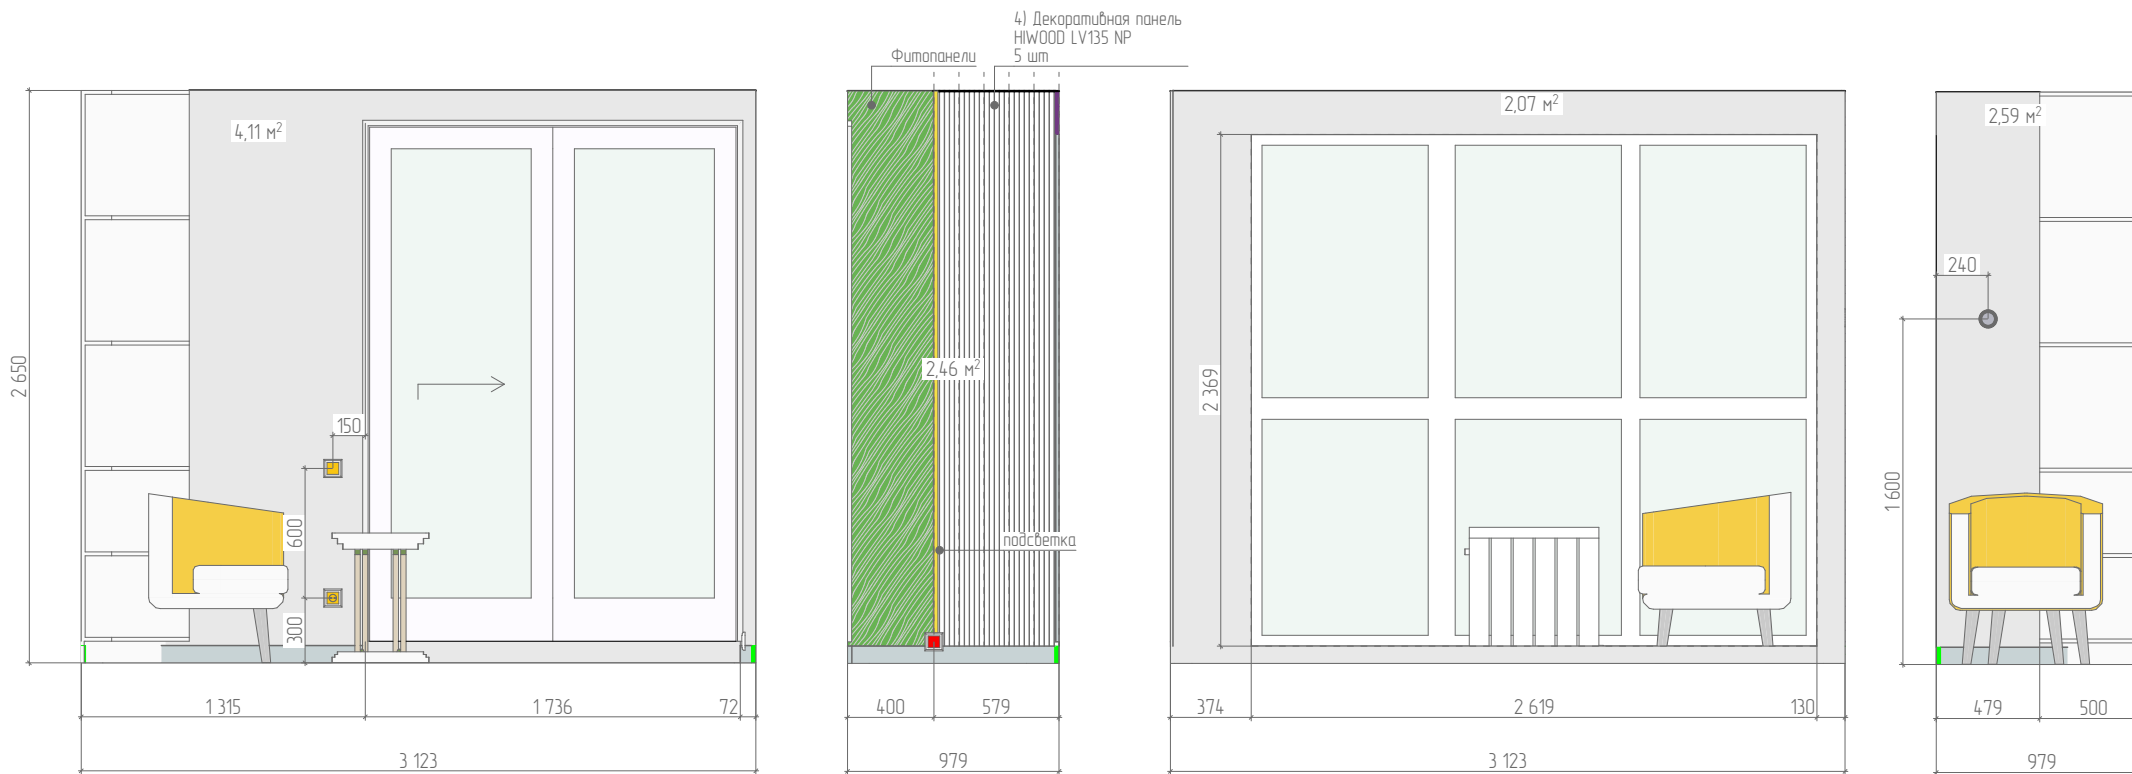 4) Декоративная панель
HIWOOD LV135 NP
5 шт
Фитопанели
4,11 м²
2 650
150
600
300
1 315
1 736
72
3 123
2,46 м²
подсветка
400
579
979
2,07 м²
2 369
374
2 619
130
3 123
2,59 м²
240
1 600
479
500
979